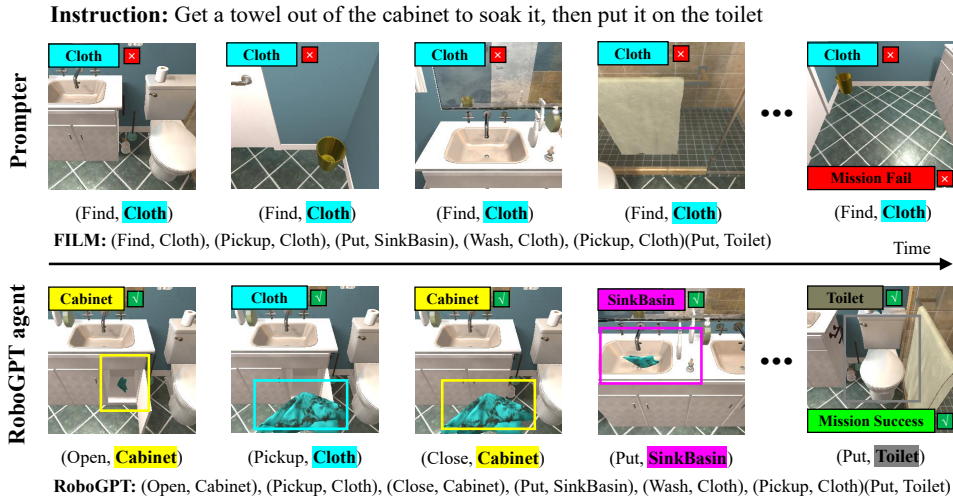 Instruction: Get a towel out of the cabinet to soak it, then put it on the toilet
Prompter
Cloth ×
Cloth ×
Cloth ×
Cloth ×
•••
Cloth ×
Mission Fail ×
(Find, Cloth)
(Find, Cloth)
(Find, Cloth)
(Find, Cloth)
(Find, Cloth)
FILM: (Find, Cloth), (Pickup, Cloth), (Put, SinkBasin), (Wash, Cloth), (Pickup, Cloth)(Put, Toilet)
Time
RoboGPT agent
Cabinet √
Cloth √
Cabinet √
SinkBasin √
•••
Toilet √
Mission Success √
(Open, Cabinet)
(Pickup, Cloth)
(Close, Cabinet)
(Put, SinkBasin)
(Put, Toilet)
RoboGPT: (Open, Cabinet), (Pickup, Cloth), (Close, Cabinet), (Put, SinkBasin), (Wash, Cloth), (Pickup, Cloth)(Put, Toilet)